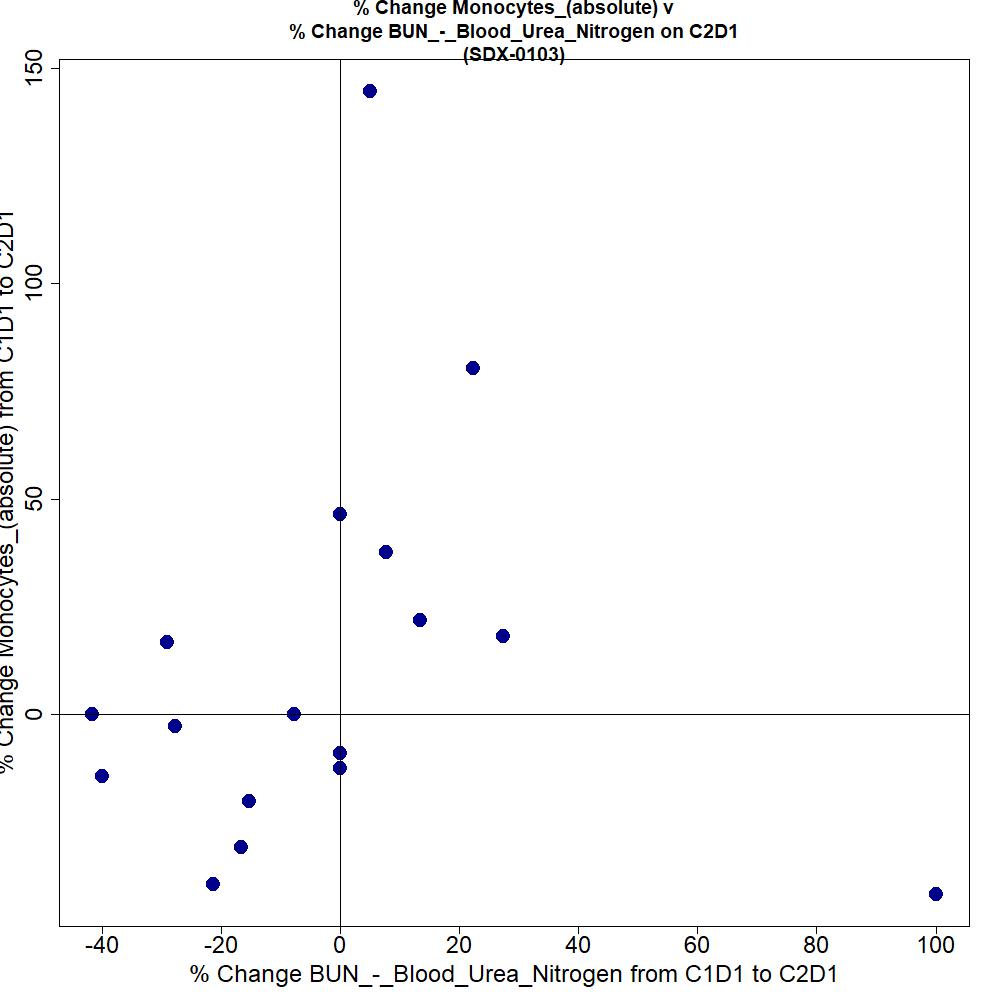 % Change Monocytes_(absolute) v
% Change BUN_-_Blood_Urea_Nitrogen on C2D1
(SDX-0103)
150
100
50
0
% Change Monocytes_(absolute) from C1D1 to C2D1
-40 -20 0 20 40 60 80 100
% Change BUN_-_Blood_Urea_Nitrogen from C1D1 to C2D1